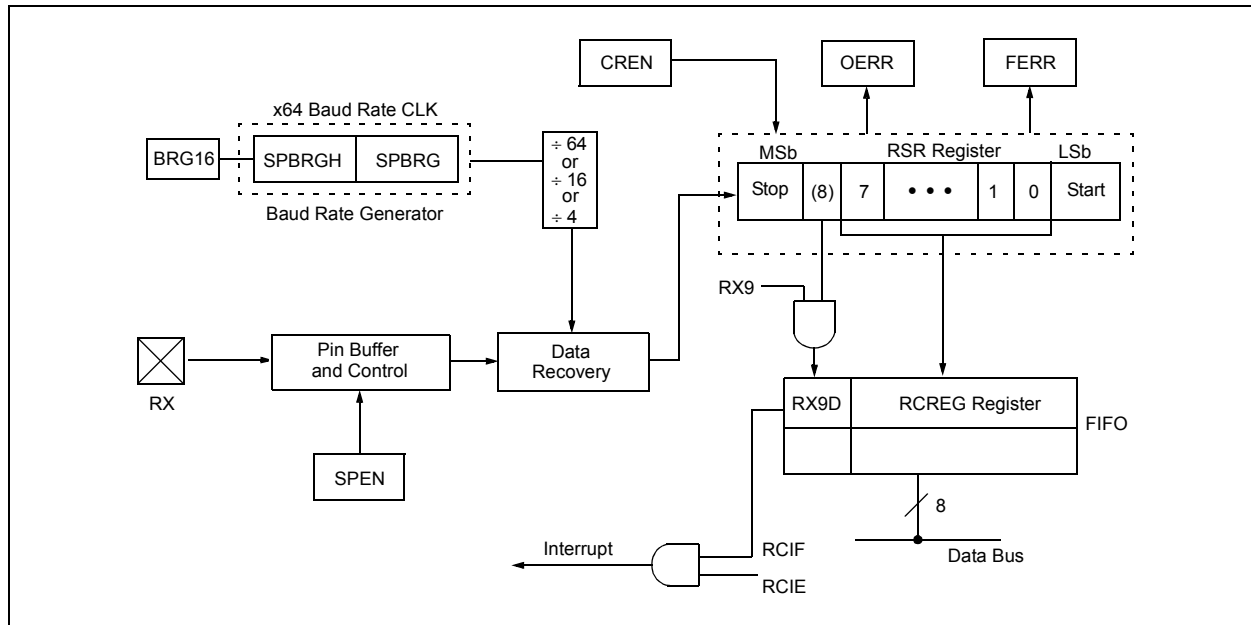 CREN
OERR
FERR
x64 Baud Rate CLK
BRG16
SPBRGH
SPBRG
Baud Rate Generator
÷ 64
or
÷ 16
or
÷ 4
MSb
RSR Register
LSb
Stop
(8)
7
• • •
1
0
Start
RX9
RX
Pin Buffer
and Control
Data
Recovery
SPEN
RX9D
RCREG Register
FIFO
8
Data Bus
Interrupt
RCIF
RCIE